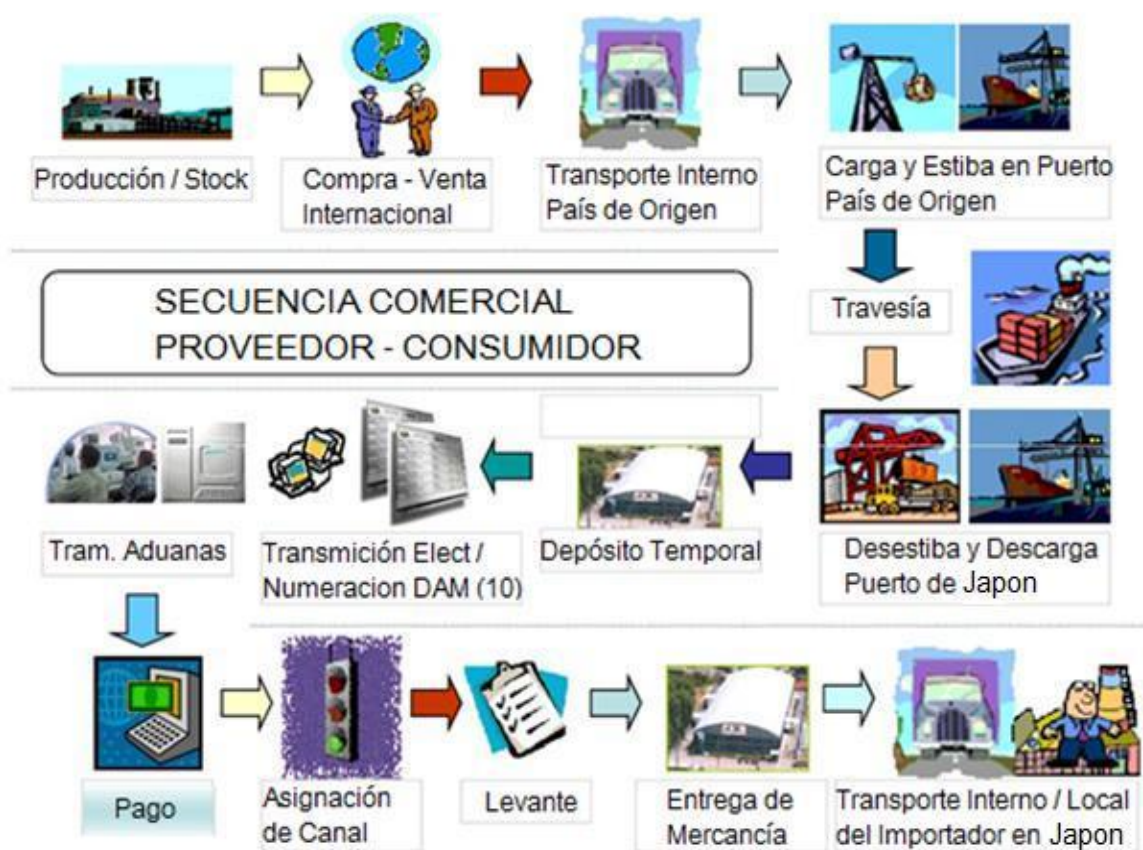 Producción / Stock
Compra - Venta
Internacional
Transporte Interno
País de Origen
Carga y Estiba en Puerto
País de Origen
SECUENCIA COMERCIAL
PROVEEDOR - CONSUMIDOR
Travesía
Desestiba y Descarga
Puerto de Japon
Depósito Temporal
Transmición Elect /
Numeracion DAM (10)
Tram. Aduanas
Pago
Asignación
de Canal
Levante
Entrega de
Mercancía
Transporte Interno / Local
del Importador en Japon